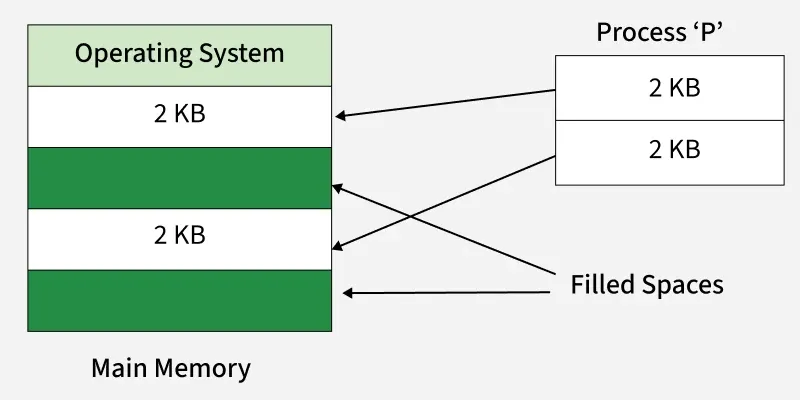 Process ‘P’
Operating System
2 KB
2 KB
2 KB
2 KB
Filled Spaces
Main Memory